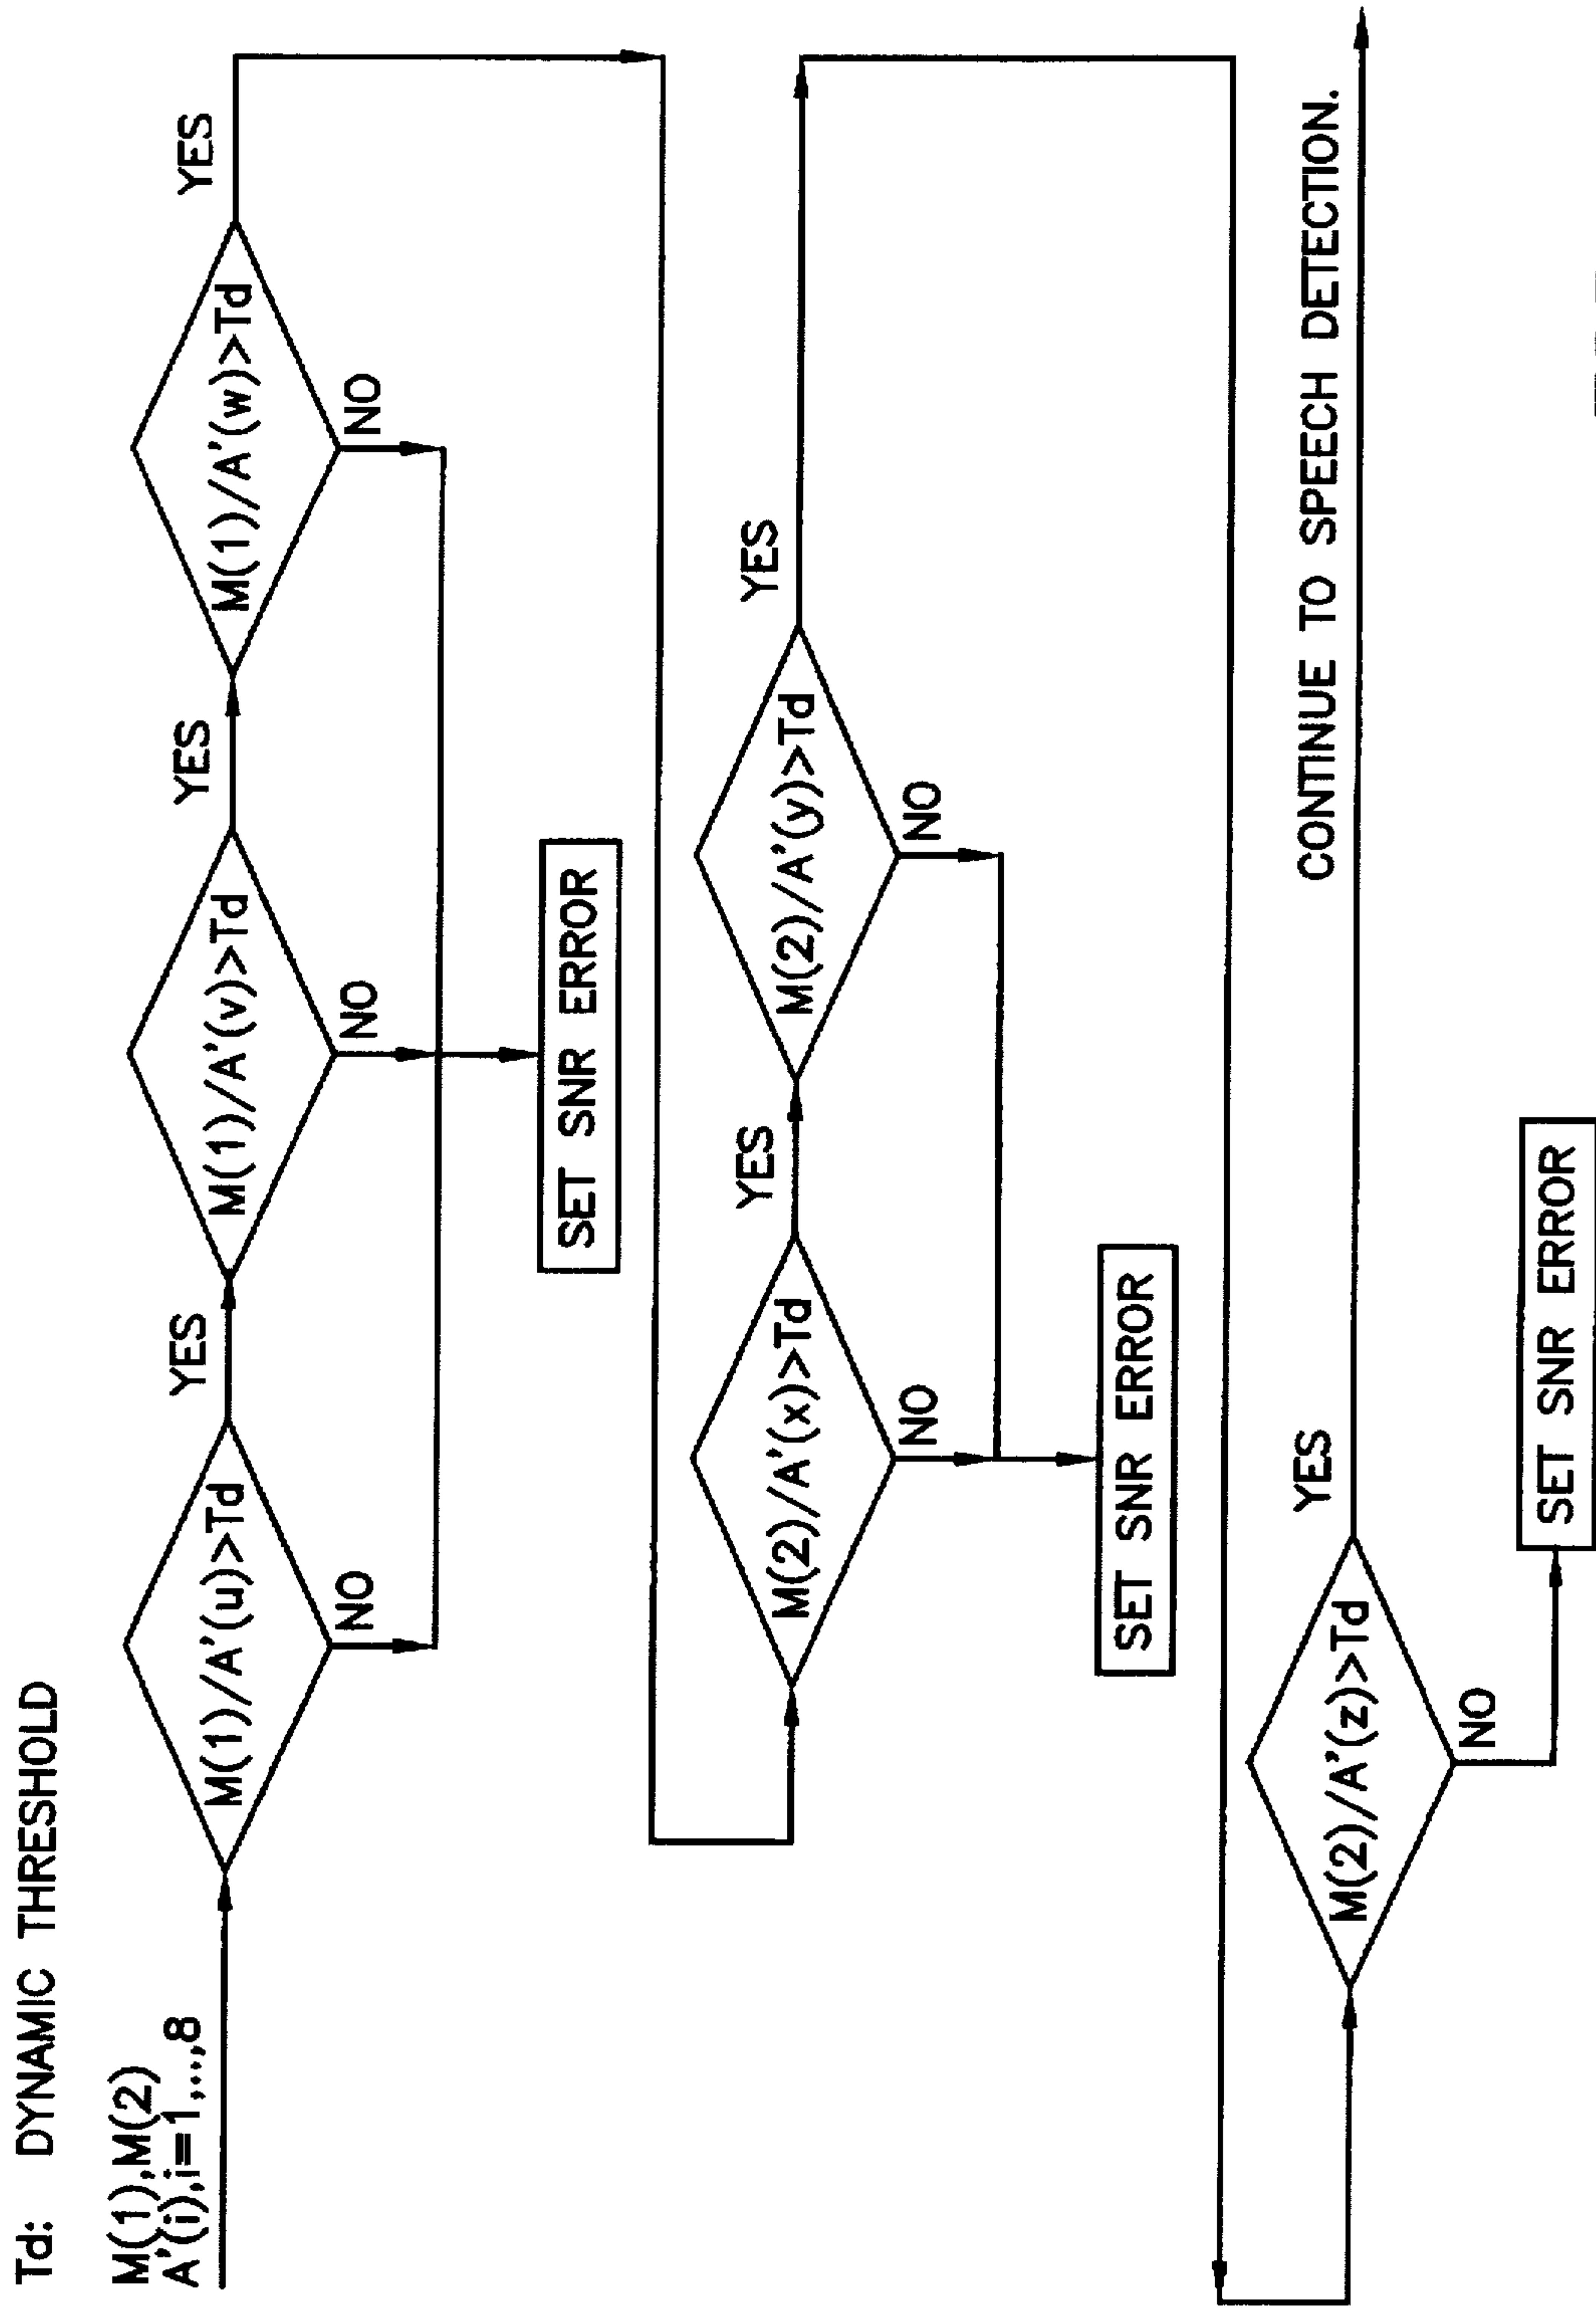 Td: DYNAMIC THRESHOLD
M(1),M(2)
A'(i),i=1,...,8
M(1)/A'(u)>Td
YES
NO
M(1)/A'(v)>Td
YES
NO
M(1)/A'(w)>Td
YES
NO
SET SNR ERROR
M(2)/A'(x)>Td
YES
NO
M(2)/A'(y)>Td
YES
NO
SET SNR ERROR
M(2)/A'(z)>Td
YES
NO
CONTINUE TO SPEECH DETECTION.
SET SNR ERROR